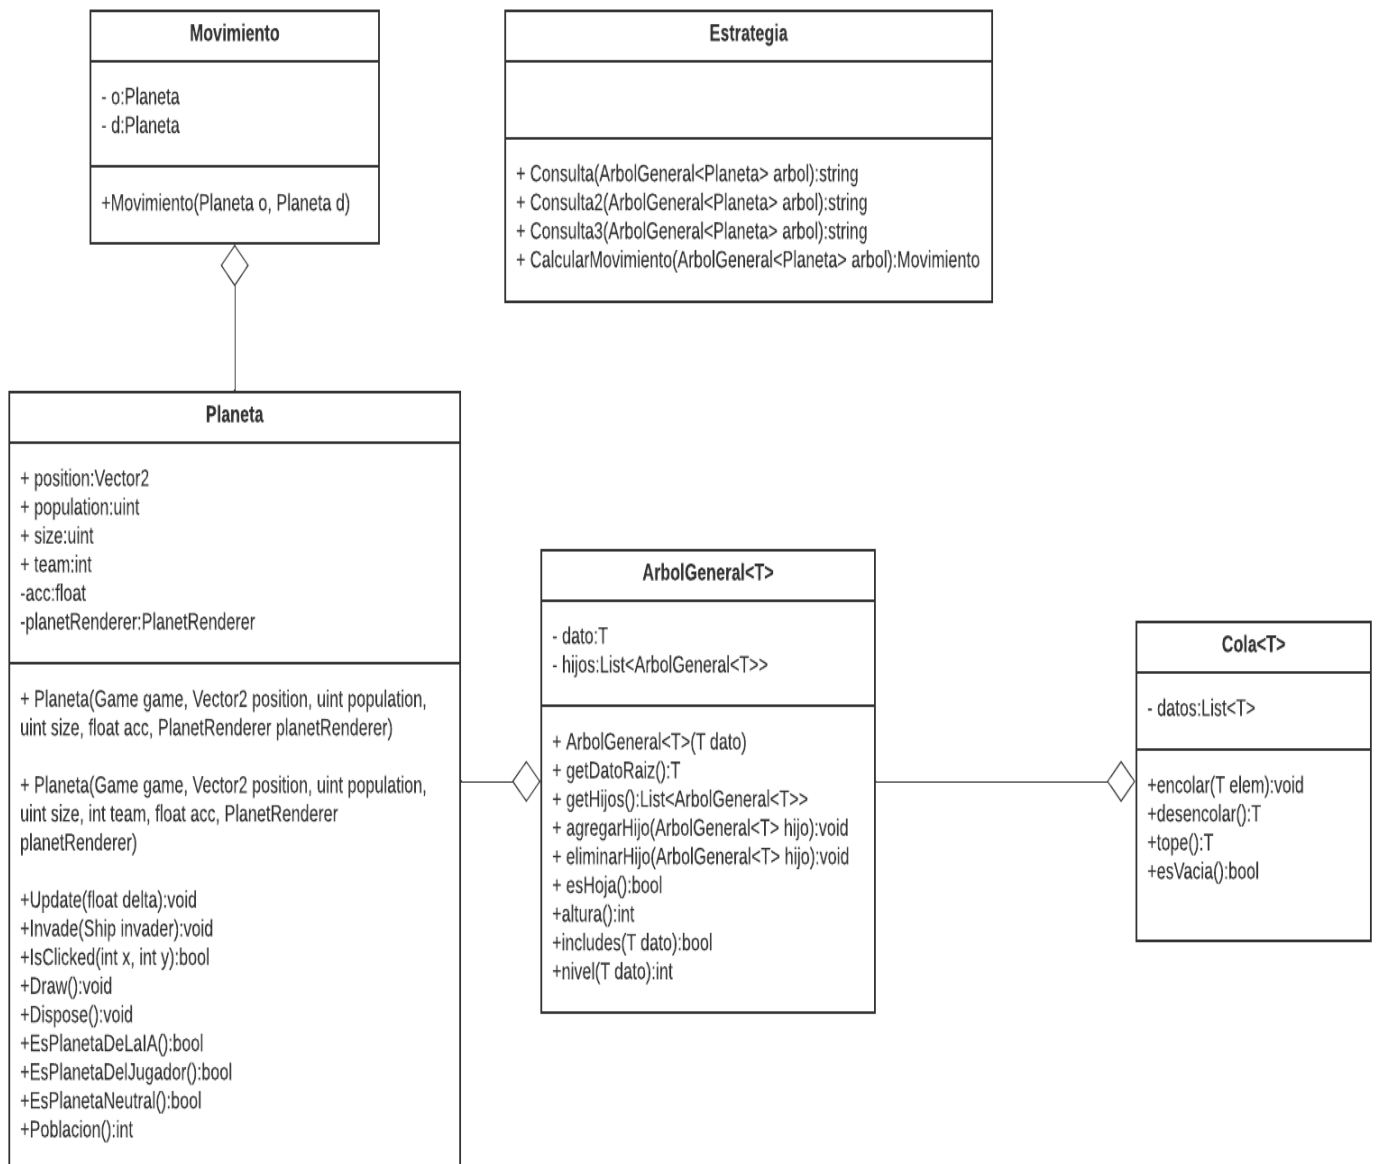 Movimiento
- o:Planeta
- d:Planeta
+Movimiento(Planeta o, Planeta d)
Estrategia
+ Consulta(ArbolGeneral<Planeta> arbol):string
+ Consulta2(ArbolGeneral<Planeta> arbol):string
+ Consulta3(ArbolGeneral<Planeta> arbol):string
+ CalcularMovimiento(ArbolGeneral<Planeta> arbol):Movimiento
Planeta
+ position:Vector2
+ population:uint
+ size:uint
+ team:int
-acc:float
-planetRenderer:PlanetRenderer
+ Planeta(Game game, Vector2 position, uint population,
uint size, float acc, PlanetRenderer planetRenderer)
+ Planeta(Game game, Vector2 position, uint population,
uint size, int team, float acc, PlanetRenderer
planetRenderer)
+Update(float delta):void
+Invade(Ship invader):void
+IsClicked(int x, int y):bool
+Draw():void
+Dispose():void
+EsPlanetaDeLaIA():bool
+EsPlanetaDelJugador():bool
+EsPlanetaNeutral():bool
+Poblacion():int
ArbolGeneral<T>
- dato:T
- hijos:List<ArbolGeneral<T>>
+ ArbolGeneral<T>(T dato)
+ getDatoRaiz():T
+ getHijos():List<ArbolGeneral<T>>
+ agregarHijo(ArbolGeneral<T> hijo):void
+ eliminarHijo(ArbolGeneral<T> hijo):void
+ esHoja():bool
+altura():int
+includes(T dato):bool
+nivel(T dato):int
Cola<T>
- datos:List<T>
+encolar(T elem):void
+desencolar():T
+tope():T
+esVacia():bool